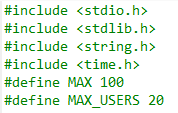 #include <stdio.h>
#include <stdlib.h>
#include <string.h>
#include <time.h>
#define MAX 100
#define MAX_USERS 20